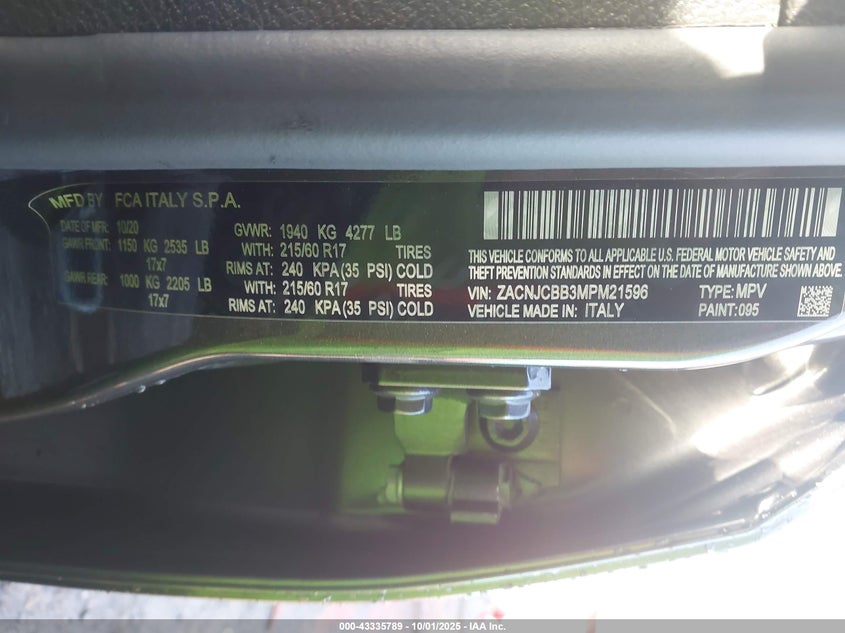 MFD BY FCA ITALY S.P.A.
DATE OF MFR: 10/20
GAWR FRONT: 1150 KG 2535 LB
17x7
GAWR REAR: 1000 KG 2205 LB
17x7
GVWR: 1940 KG 4277 LB
WITH: 215/60 R17 TIRES
RIMS AT: 240 KPA (35 PSI) COLD
WITH: 215/60 R17 TIRES
RIMS AT: 240 KPA (35 PSI) COLD
THIS VEHICLE CONFORMS TO ALL APPLICABLE U.S. FEDERAL MOTOR VEHICLE SAFETY AND
THEFT PREVENTION STANDARDS IN EFFECT ON THE DATE OF MANUFACTURE SHOWN ABOVE.
VIN: ZACNJCBB3MPM21596 TYPE: MPV
VEHICLE MADE IN: ITALY PAINT: 095
000-43335789 - 10/01/2025 - IAA Inc.